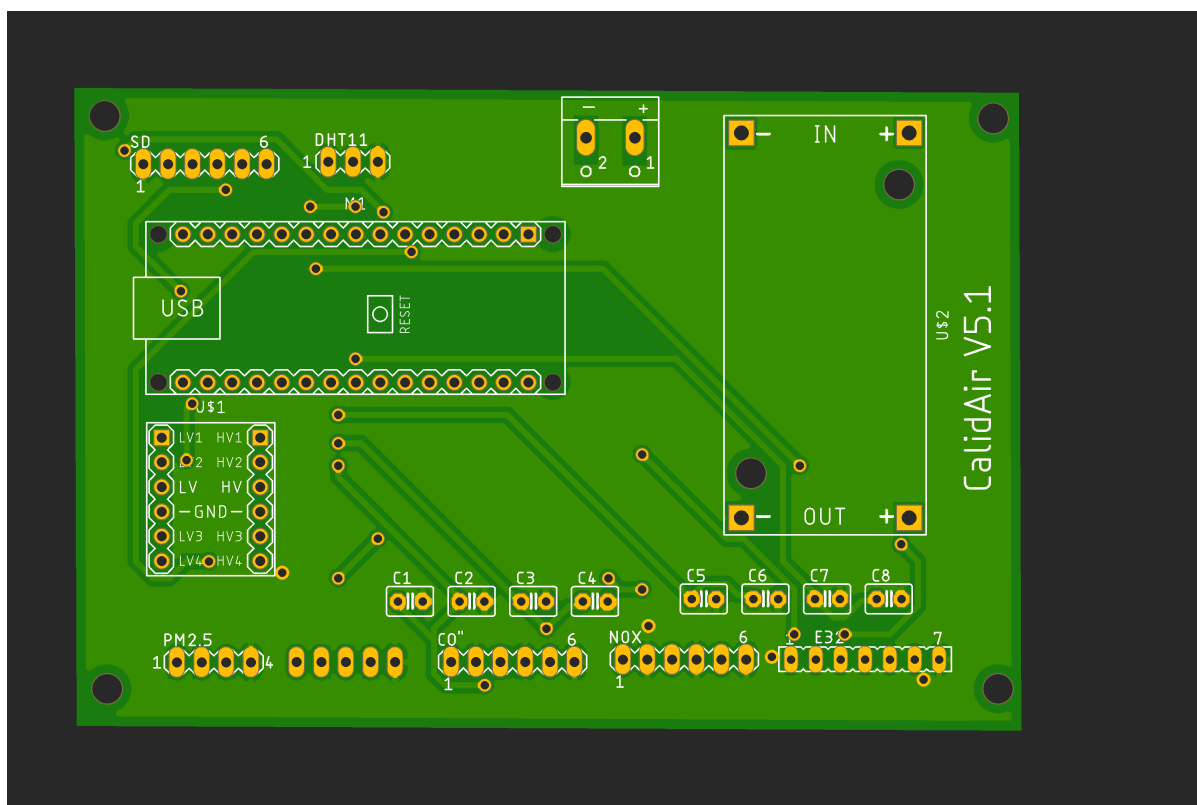 − +
SD 6
DHT11
1
1
2 1
− IN +
M1
USB
RESET
U$2
CalidAir V5.1
U$1
LV1 HV1
HV2
LV HV
−GND−
LV3 HV3
LV4 HV4
− OUT +
C1 C2 C3 C4
C5 C6 C7 C8
PM2.5
1 4
CO" 6
1
NOX 6
1
1 E32 7